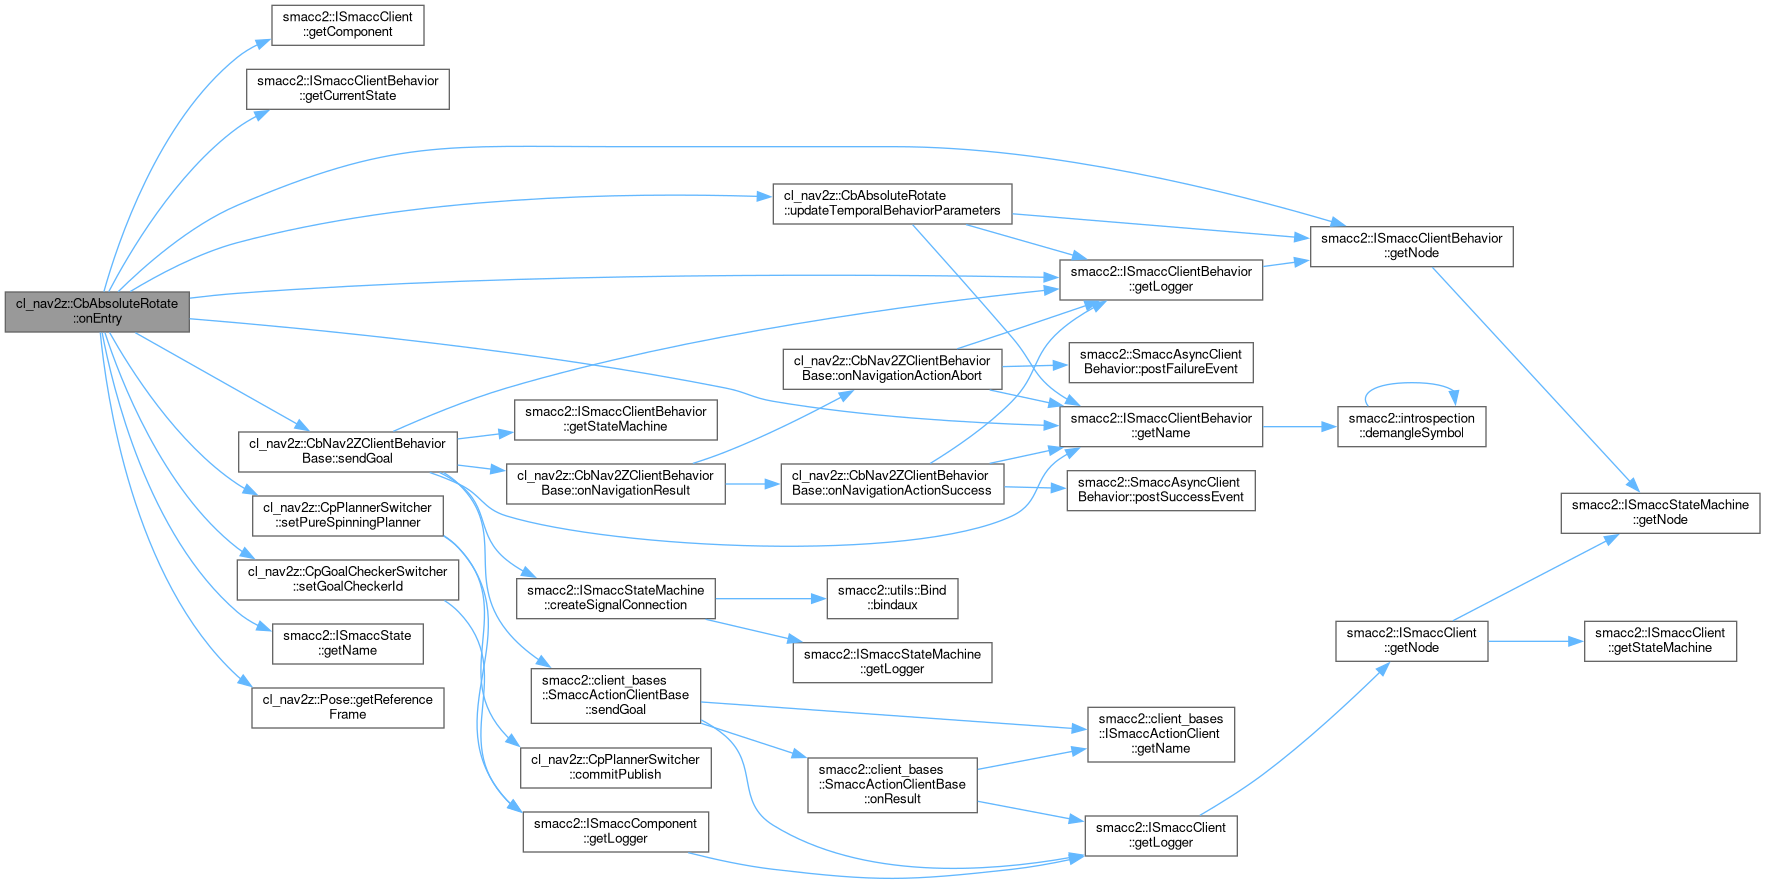 smacc2::ISmaccClient
::getComponent
smacc2::ISmaccClientBehavior
::getCurrentState
cl_nav2z::CbAbsoluteRotate
::updateTemporalBehaviorParameters
smacc2::ISmaccClientBehavior
::getNode
smacc2::ISmaccClientBehavior
::getLogger
cl_nav2z::CbAbsoluteRotate
::onEntry
cl_nav2z::CbNav2ZClientBehavior
Base::onNavigationActionAbort
smacc2::SmaccAsyncClient
Behavior::postFailureEvent
smacc2::ISmaccClientBehavior
::getStateMachine
smacc2::ISmaccClientBehavior
::getName
smacc2::introspection
::demangleSymbol
cl_nav2z::CbNav2ZClientBehavior
Base::sendGoal
cl_nav2z::CbNav2ZClientBehavior
Base::onNavigationResult
cl_nav2z::CbNav2ZClientBehavior
Base::onNavigationActionSuccess
smacc2::SmaccAsyncClient
Behavior::postSuccessEvent
cl_nav2z::CpPlannerSwitcher
::setPureSpinningPlanner
smacc2::ISmaccStateMachine
::getNode
cl_nav2z::CpGoalCheckerSwitcher
::setGoalCheckerId
smacc2::ISmaccStateMachine
::createSignalConnection
smacc2::utils::Bind
::bindaux
smacc2::ISmaccState
::getName
smacc2::ISmaccStateMachine
::getLogger
smacc2::ISmaccClient
::getNode
smacc2::ISmaccClient
::getStateMachine
cl_nav2z::Pose::getReference
Frame
smacc2::client_bases
::SmaccActionClientBase
::sendGoal
smacc2::client_bases
::ISmaccActionClient
::getName
cl_nav2z::CpPlannerSwitcher
::commitPublish
smacc2::client_bases
::SmaccActionClientBase
::onResult
smacc2::ISmaccComponent
::getLogger
smacc2::ISmaccClient
::getLogger